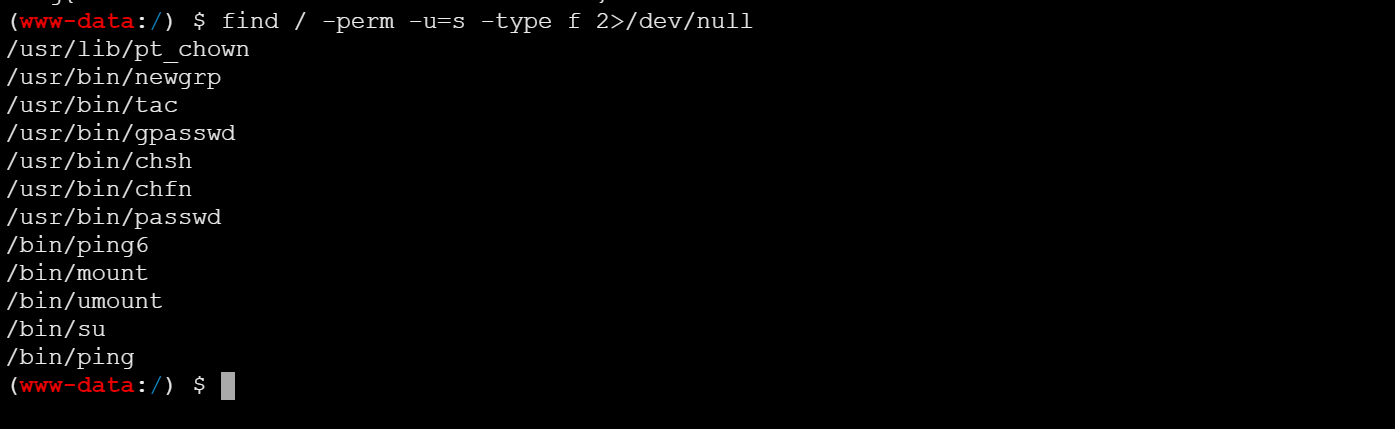 (www-data:/) $ find / -perm -u=s -type f 2>/dev/null
/usr/lib/pt_chown
/usr/bin/newgrp
/usr/bin/tac
/usr/bin/gpasswd
/usr/bin/chsh
/usr/bin/chfn
/usr/bin/passwd
/bin/ping6
/bin/mount
/bin/umount
/bin/su
/bin/ping
(www-data:/) $